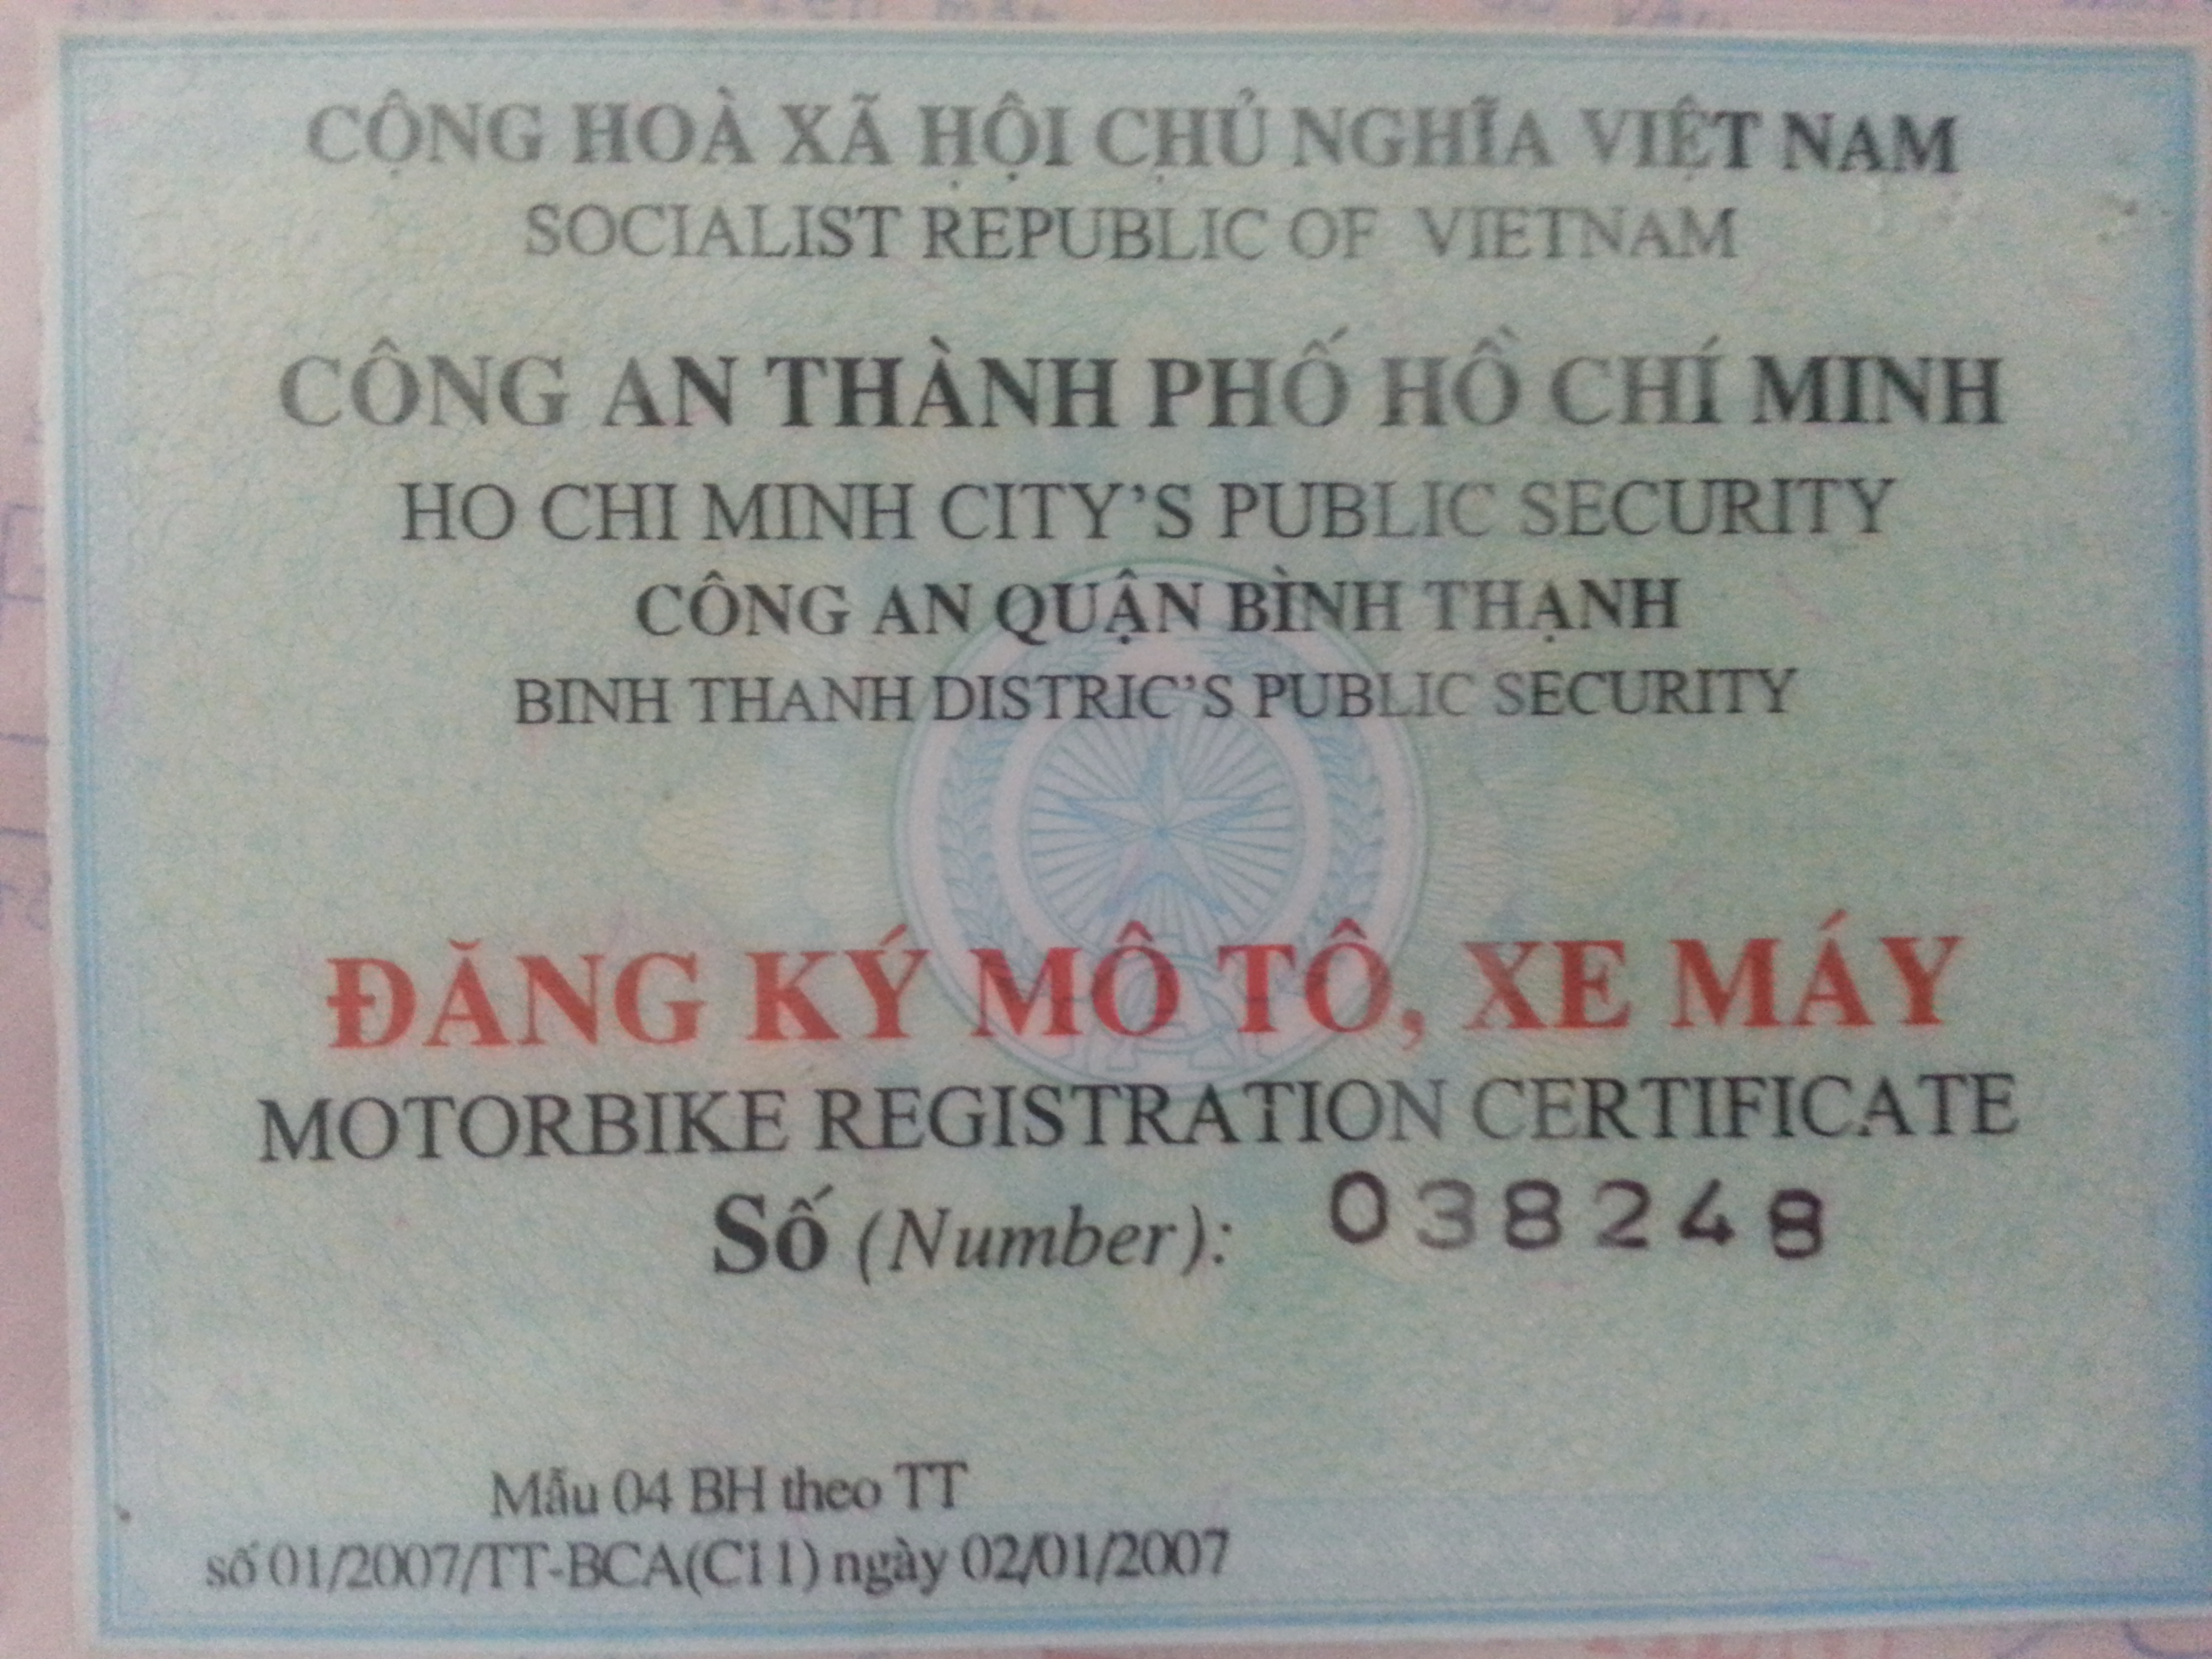 CỘNG HOÀ XÃ HỘI CHỦ NGHĨA VIỆT NAM
SOCIALIST REPUBLIC OF VIETNAM
CÔNG AN THÀNH PHỐ HỒ CHÍ MINH
HO CHI MINH CITY'S PUBLIC SECURITY
CÔNG AN QUẬN BÌNH THẠNH
BINH THANH DISTRIC'S PUBLIC SECURITY
ĐĂNG KÝ MÔ TÔ, XE MÁY
MOTORBIKE REGISTRATION CERTIFICATE
Số (Number): 038248
Mẫu 04 BH theo TT
số 01/2007/TT-BCA(C11) ngày 02/01/2007